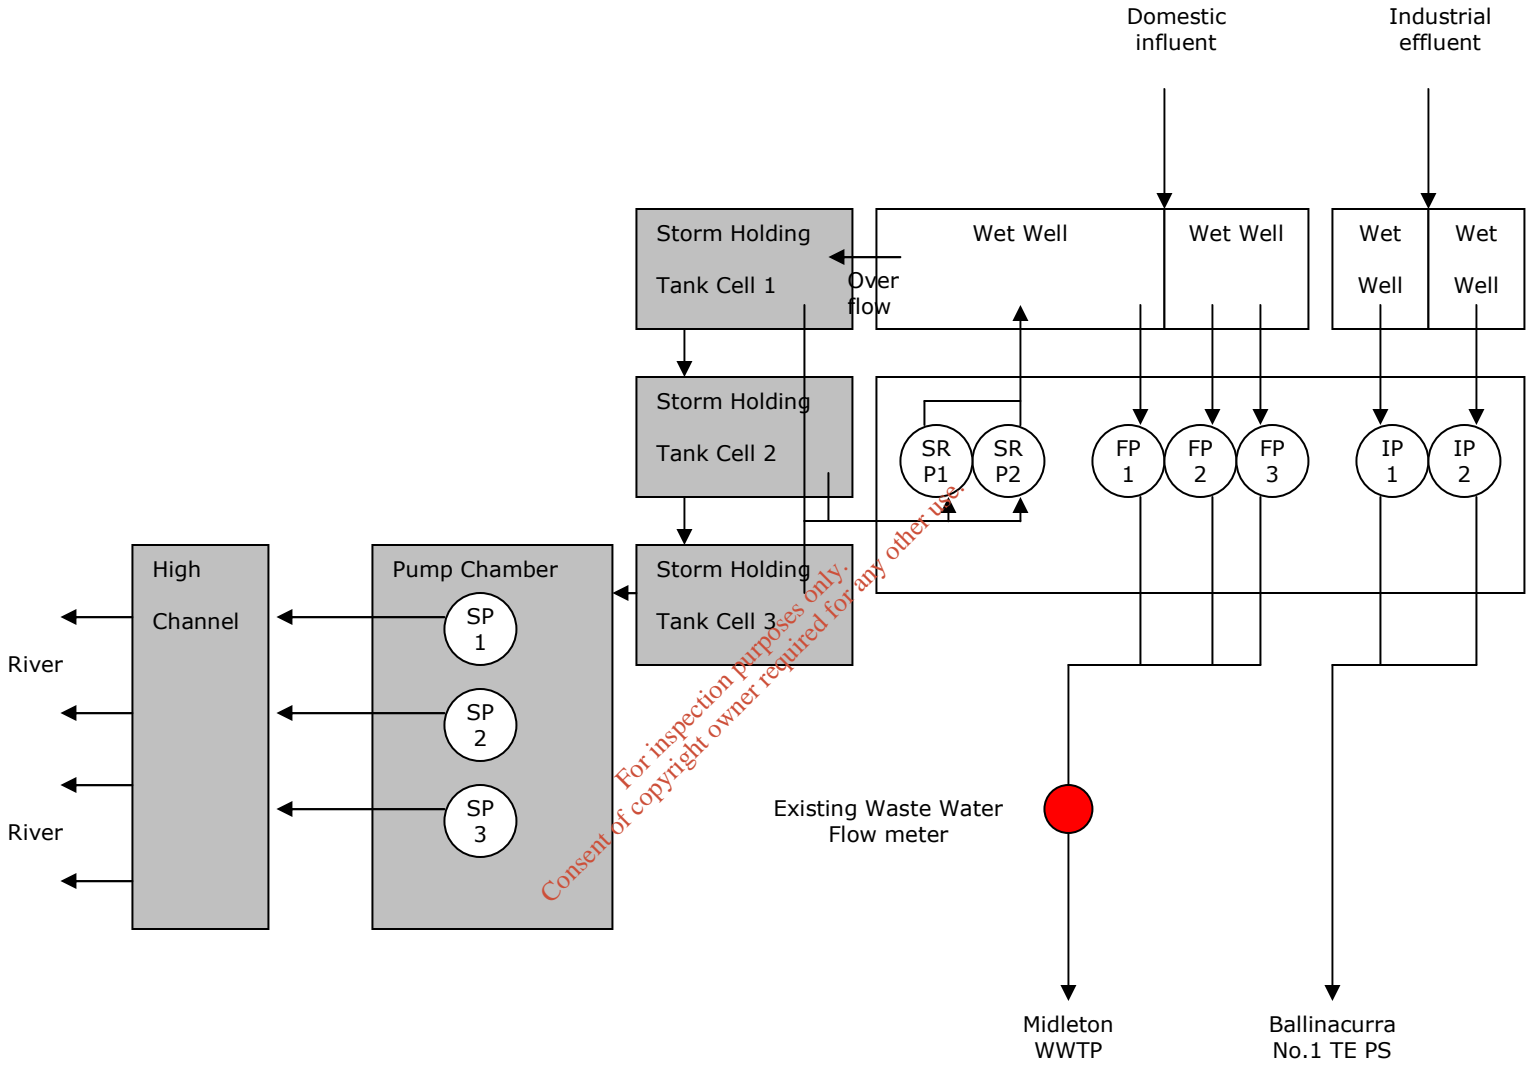 Domestic
influent
Industrial
effluent
Storm Holding
Tank Cell 1
Over
flow
Wet Well
Wet Well
Wet
Well
Wet
Well
Storm Holding
Tank Cell 2
SR
P1
SR
P2
FP
1
FP
2
FP
3
IP
1
IP
2
High
Channel
Pump Chamber
Storm Holding
Tank Cell 3
SP
1
SP
2
SP
3
River
River
For inspection purposes only.
Consent of copyright owner required for any other use.
Existing Waste Water
Flow meter
Midleton
WWTP
Ballinacurra
No.1 TE PS